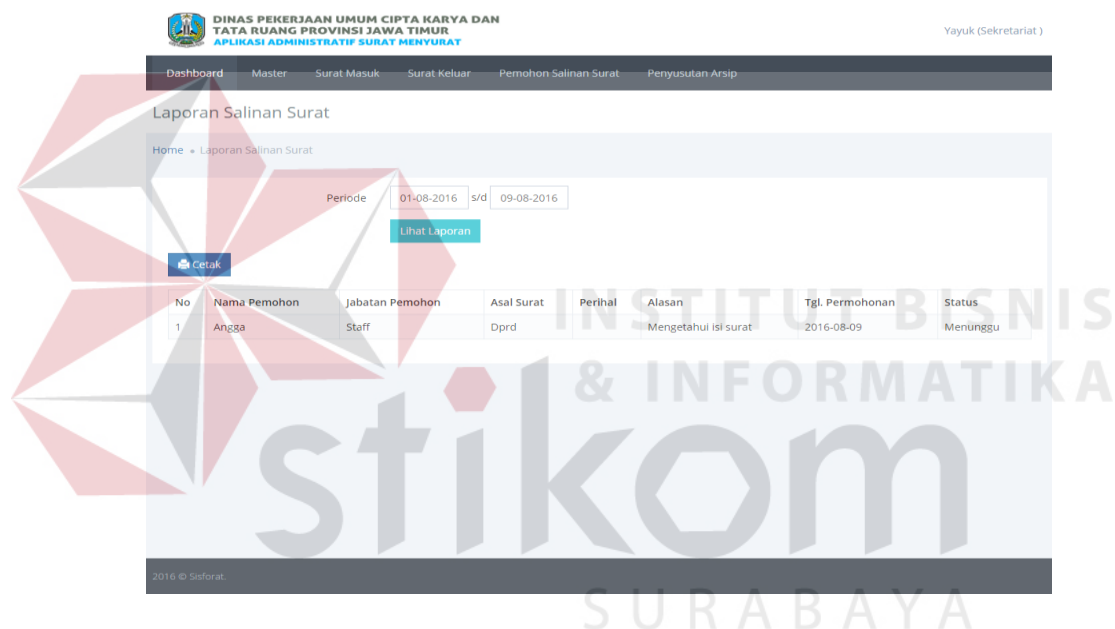 DINAS PEKERJAAN UMUM CIPTA KARYA DAN
TATA RUANG PROVINSI JAWA TIMUR
APLIKASI ADMINISTRATIF SURAT MENYURAT
Yayuk (Sekretariat )
Dashboard Master Surat Masuk Surat Keluar Pemohon Salinan Surat Penyusutan Arsip
Laporan Salinan Surat
Home Laporan Salinan Surat
Periode 01-08-2016 s/d 09-08-2016
Lihat Laporan
Cetak
No Nama Pemohon Jabatan Pemohon Asal Surat Perihal Alasan Tgl. Permohonan Status
1 Angga Staff Dprd Mengetahui isi surat 2016-08-09 Menunggu
INSTITUT BISNIS
& INFORMATIKA
stikom
SURABAYA
2016 © Sisforat.